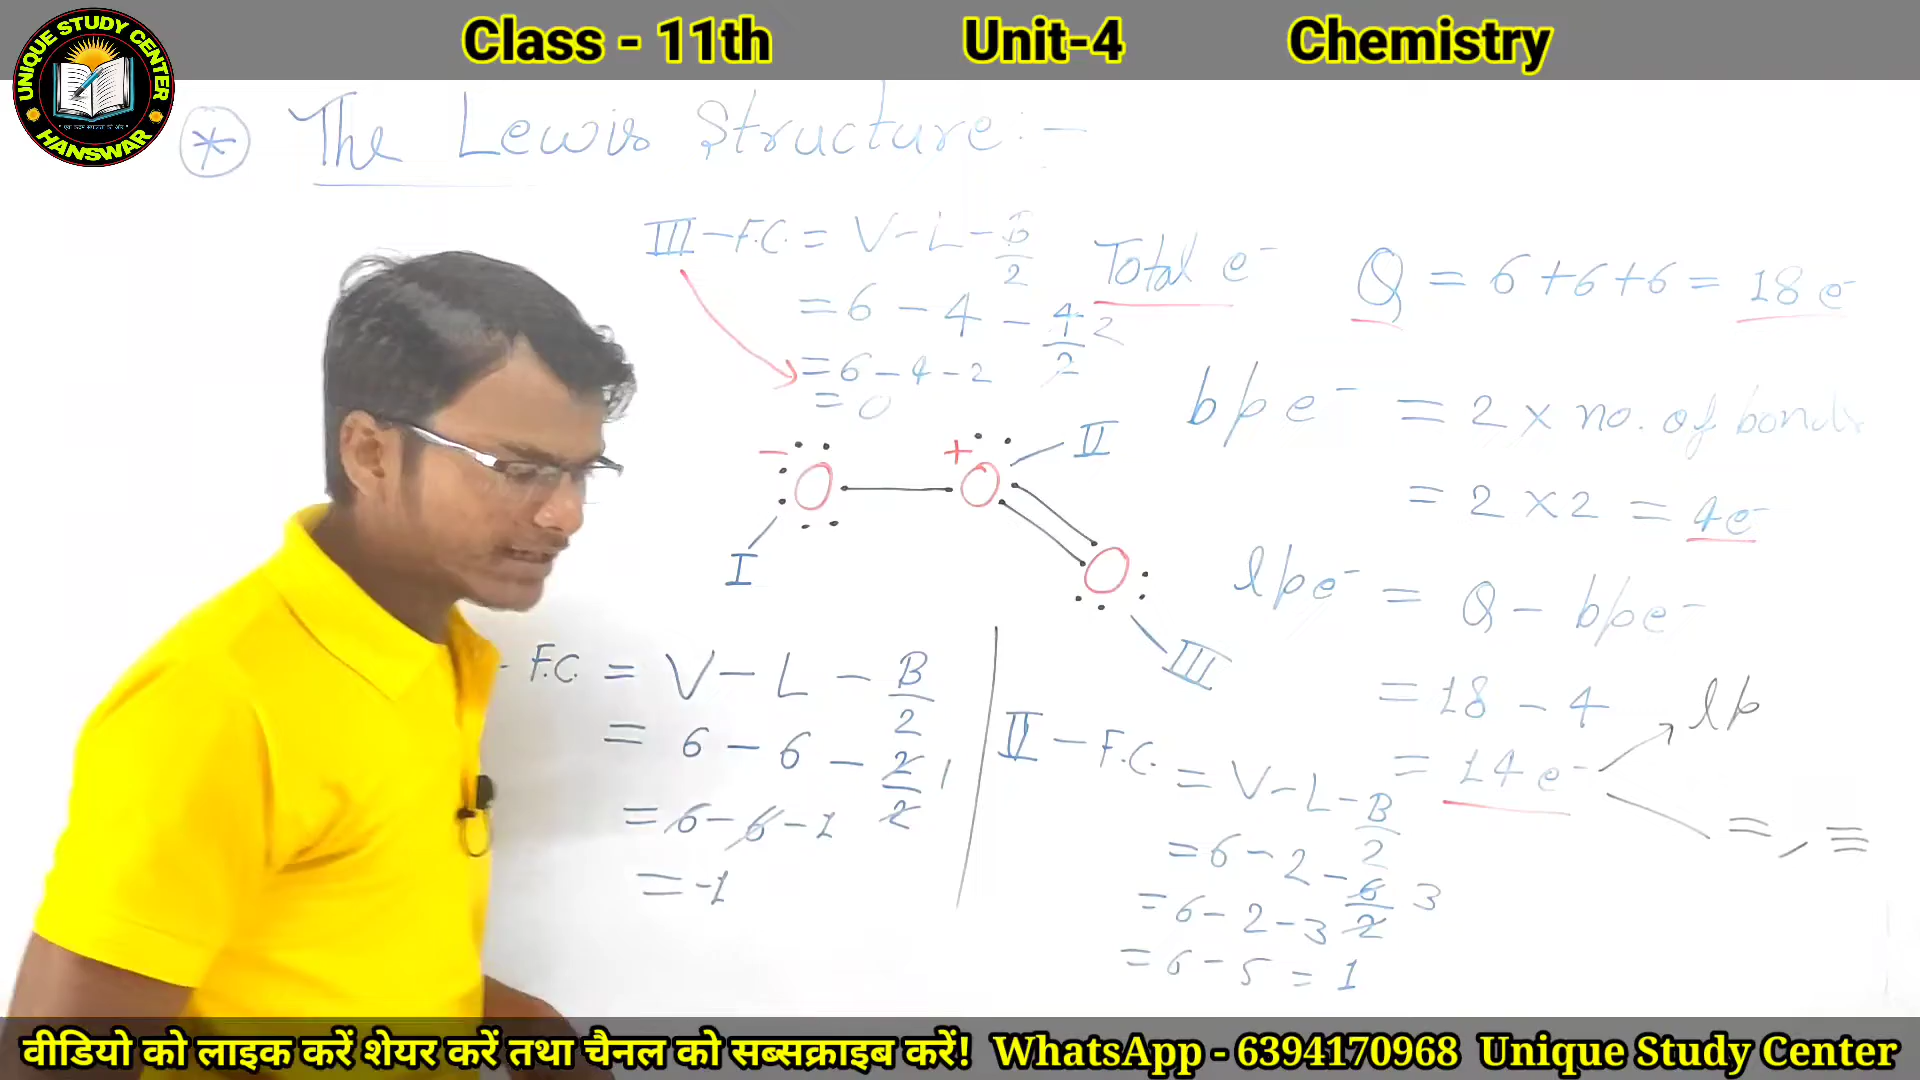 Class - 11th Unit-4 Chemistry
UNIQUE STUDY CENTER
HANSWAR
* The Lewis Structure:-
III - F.C. = V - L - B/2
= 6 - 4 - 4/2 2
= 6 - 4 - 2
= 0
Total e⁻ Q = 6+6+6 = 18 e⁻
bpe⁻ = 2 × no. of bonds
= 2 × 2 = 4e⁻
lpe⁻ = Q - bpe⁻
= 18 - 4
= 14 e⁻
lp
=, ≡
- +
O O II
O
I
III
- F.C. = V - L - B/2
= 6 - 6 - 2/2 1
= 6 - 6 - 1
= -1
II - F.C. = V - L - B/2
= 6 - 2 - 6/2 3
= 6 - 2 - 3
= 6 - 5 = 1
वीडियो को लाइक करें शेयर करें तथा चैनल को सब्सक्राइब करें! WhatsApp - 6394170968 Unique Study Center